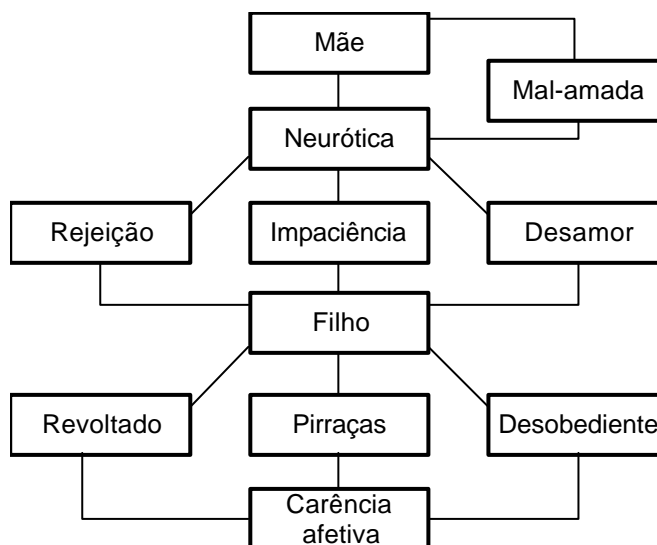 Mãe
Mal-amada
Neurótica
Rejeição
Impaciência
Desamor
Filho
Revoltado
Pirraças
Desobediente
Carência
afetiva